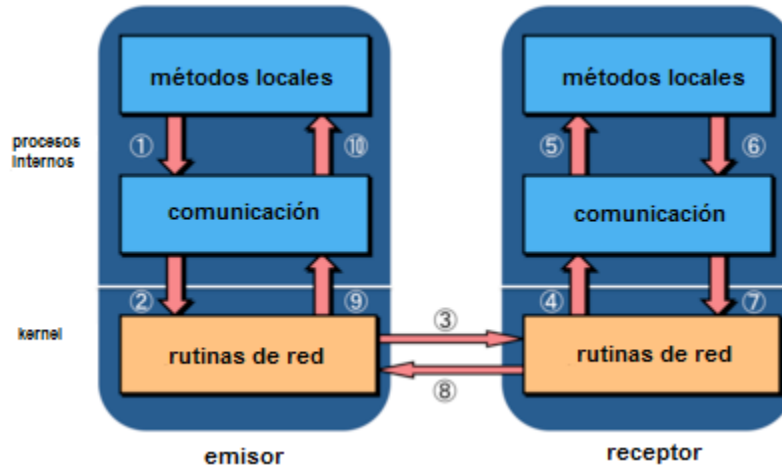 métodos locales
métodos locales
procesos
internos
①
⑩
⑤
⑥
comunicación
comunicación
②
⑨
③
④
⑦
kernel
rutinas de red
rutinas de red
⑧
emisor
receptor